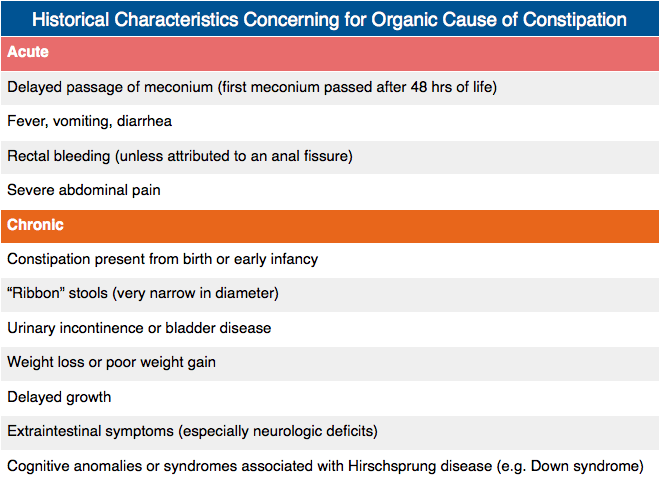 Historical Characteristics Concerning for Organic Cause of Constipation
Acute
Delayed passage of meconium (first meconium passed after 48 hrs of life)
Fever, vomiting, diarrhea
Rectal bleeding (unless attributed to an anal fissure)
Severe abdominal pain
Chronic
Constipation present from birth or early infancy
“Ribbon” stools (very narrow in diameter)
Urinary incontinence or bladder disease
Weight loss or poor weight gain
Delayed growth
Extraintestinal symptoms (especially neurologic deficits)
Cognitive anomalies or syndromes associated with Hirschsprung disease (e.g. Down syndrome)